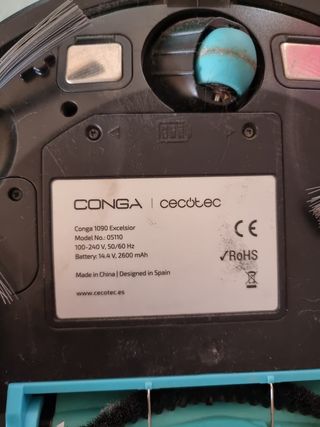 CONGA | cecotec
Conga 1090 Excelsior
Model No.: 05110
100-240 V, 50/60 Hz
Battery: 14.4 V, 2600 mAh
Made in China | Designed in Spain
www.cecotec.es
CE
✓RoHS